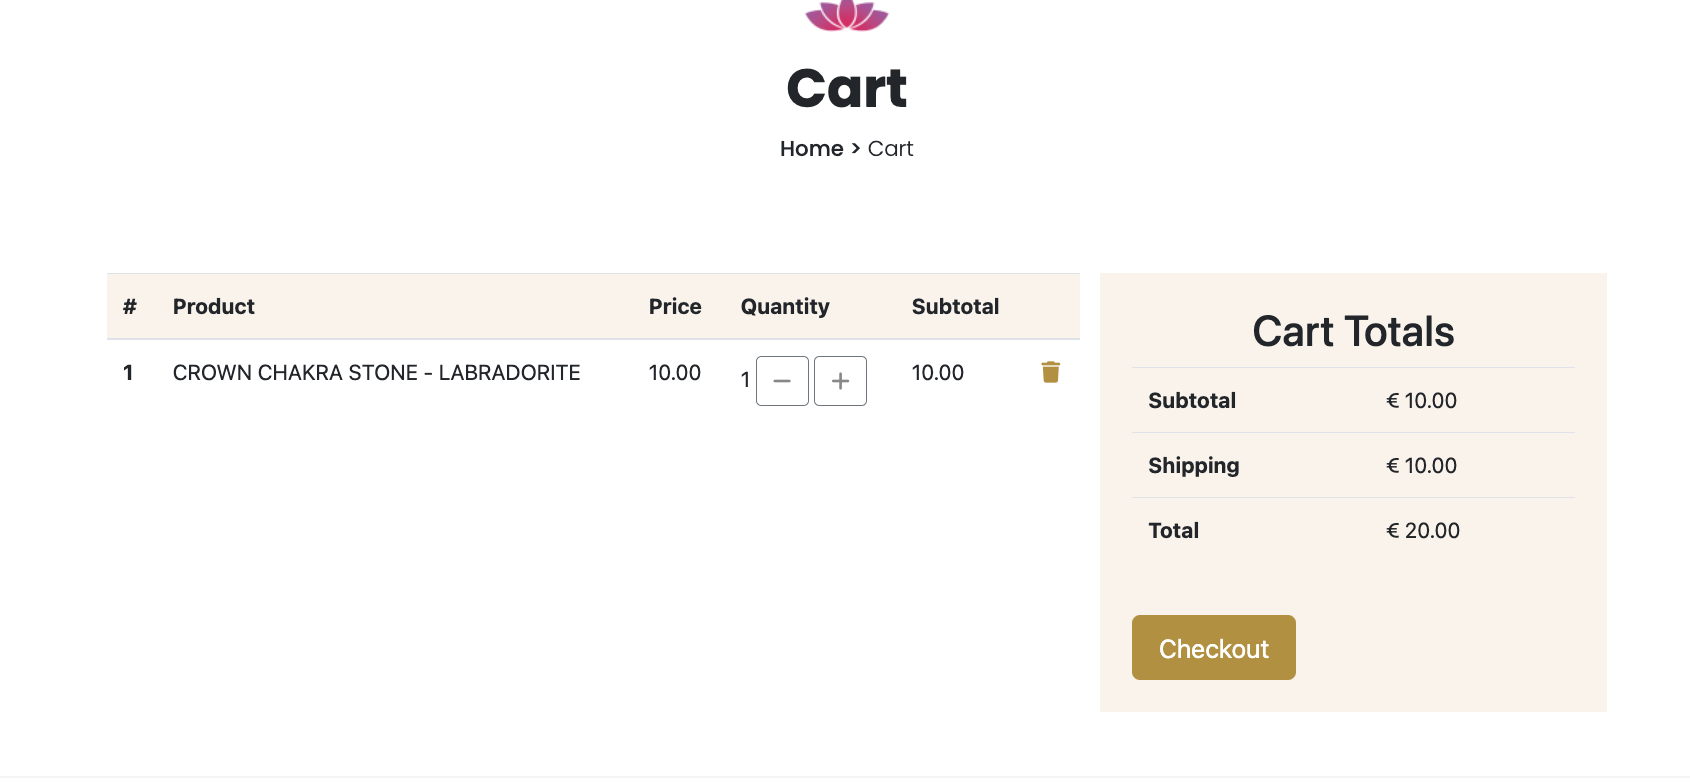 Cart
Home > Cart
# Product Price Quantity Subtotal
1 CROWN CHAKRA STONE - LABRADORITE 10.00 1 − + 10.00
Cart Totals
Subtotal € 10.00
Shipping € 10.00
Total € 20.00
Checkout